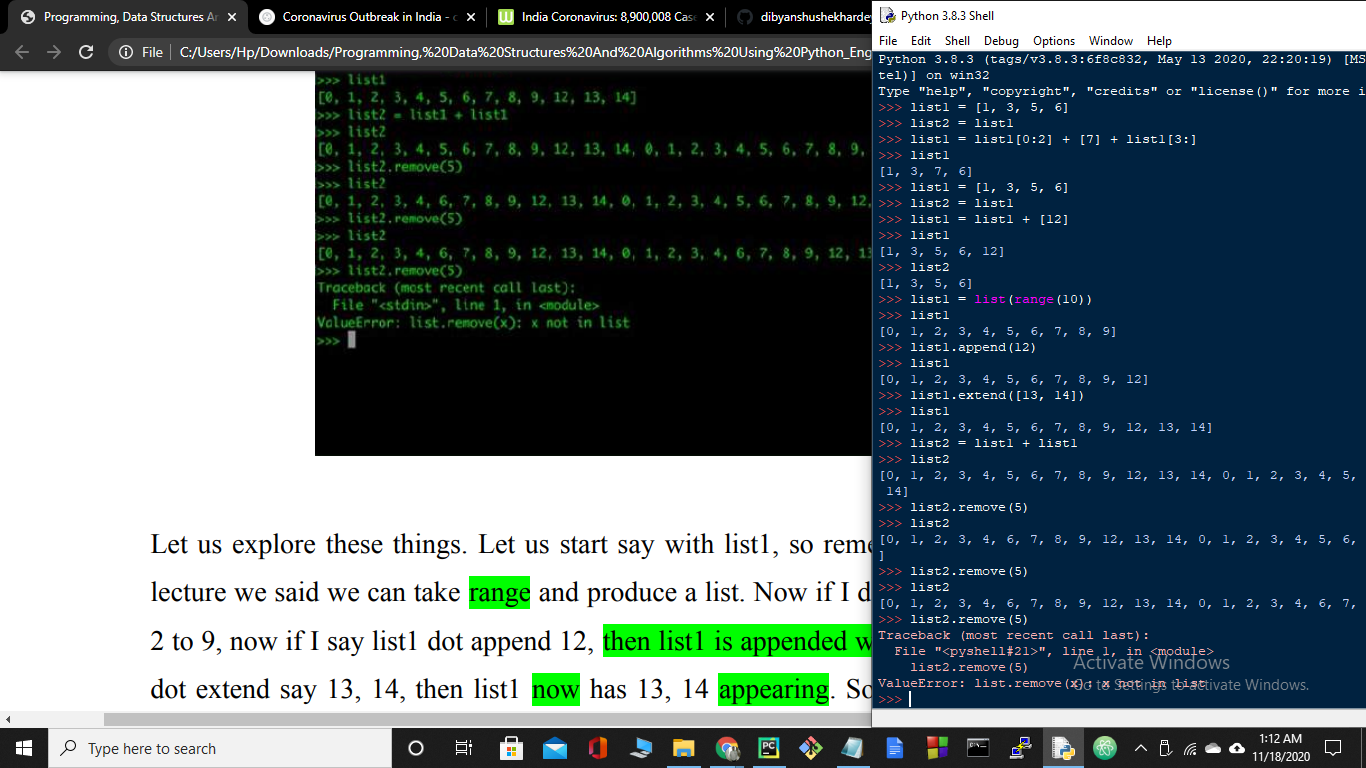 Programming, Data Structures Ar
Coronavirus Outbreak in India - c
India Coronavirus: 8,900,008 Case
dibyanshushekhardey
File
C:/Users/Hp/Downloads/Programming,%20Data%20Structures%20And%20Algorithms%20Using%20Python_Eng
>>> list1
[0, 1, 2, 3, 4, 5, 6, 7, 8, 9, 12, 13, 14]
>>> list2 = list1 + list1
>>> list2
[0, 1, 2, 3, 4, 5, 6, 7, 8, 9, 12, 13, 14, 0, 1, 2, 3, 4, 5, 6, 7, 8, 9,
>>> list2.remove(5)
>>> list2
[0, 1, 2, 3, 4, 6, 7, 8, 9, 12, 13, 14, 0, 1, 2, 3, 4, 5, 6, 7, 8, 9, 12,
>>> list2.remove(5)
>>> list2
[0, 1, 2, 3, 4, 6, 7, 8, 9, 12, 13, 14, 0, 1, 2, 3, 4, 6, 7, 8, 9, 12, 13
>>> list2.remove(5)
Traceback (most recent call last):
File "<stdin>", line 1, in <module>
ValueError: list.remove(x): x not in list
>>>
Let us explore these things. Let us start say with list1, so reme
lecture we said we can take range and produce a list. Now if I d
2 to 9, now if I say list1 dot append 12, then list1 is appended w
dot extend say 13, 14, then list1 now has 13, 14 appearing. So
Python 3.8.3 Shell
File Edit Shell Debug Options Window Help
Python 3.8.3 (tags/v3.8.3:6f8c832, May 13 2020, 22:20:19) [MS
tel)] on win32
Type "help", "copyright", "credits" or "license()" for more i
>>> list1 = [1, 3, 5, 6]
>>> list2 = list1
>>> list1 = list1[0:2] + [7] + list1[3:]
>>> list1
[1, 3, 7, 6]
>>> list1 = [1, 3, 5, 6]
>>> list2 = list1
>>> list1 = list1 + [12]
>>> list1
[1, 3, 5, 6, 12]
>>> list2
[1, 3, 5, 6]
>>> list1 = list(range(10))
>>> list1
[0, 1, 2, 3, 4, 5, 6, 7, 8, 9]
>>> list1.append(12)
>>> list1
[0, 1, 2, 3, 4, 5, 6, 7, 8, 9, 12]
>>> list1.extend([13, 14])
>>> list1
[0, 1, 2, 3, 4, 5, 6, 7, 8, 9, 12, 13, 14]
>>> list2 = list1 + list1
>>> list2
[0, 1, 2, 3, 4, 5, 6, 7, 8, 9, 12, 13, 14, 0, 1, 2, 3, 4, 5,
14]
>>> list2.remove(5)
>>> list2
[0, 1, 2, 3, 4, 6, 7, 8, 9, 12, 13, 14, 0, 1, 2, 3, 4, 5, 6,
]
>>> list2.remove(5)
>>> list2
[0, 1, 2, 3, 4, 6, 7, 8, 9, 12, 13, 14, 0, 1, 2, 3, 4, 6, 7,
>>> list2.remove(5)
Traceback (most recent call last):
File "<pyshell#21>", line 1, in <module>
list2.remove(5)
ValueError: list.remove(x): x not in list
>>>
Activate Windows
Go to Settings to activate Windows.
Type here to search
1:12 AM
11/18/2020